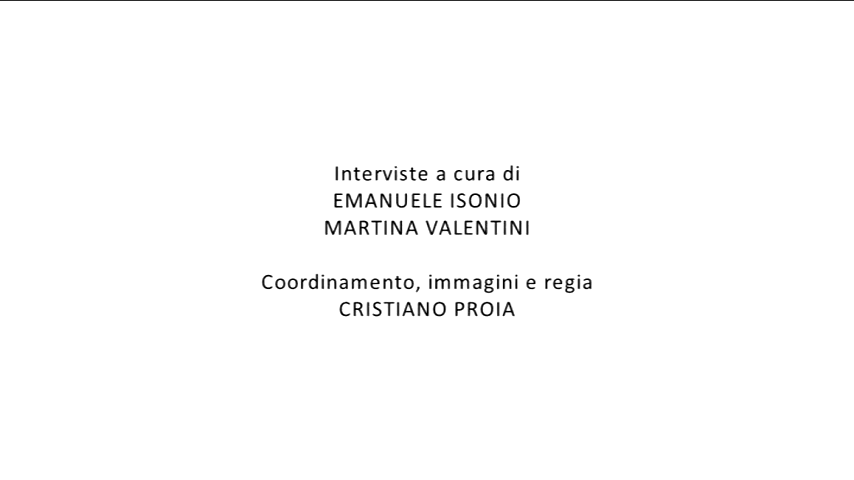 Interviste a cura di
EMANUELE ISONIO
MARTINA VALENTINI
Coordinamento, immagini e regia
CRISTIANO PROIA